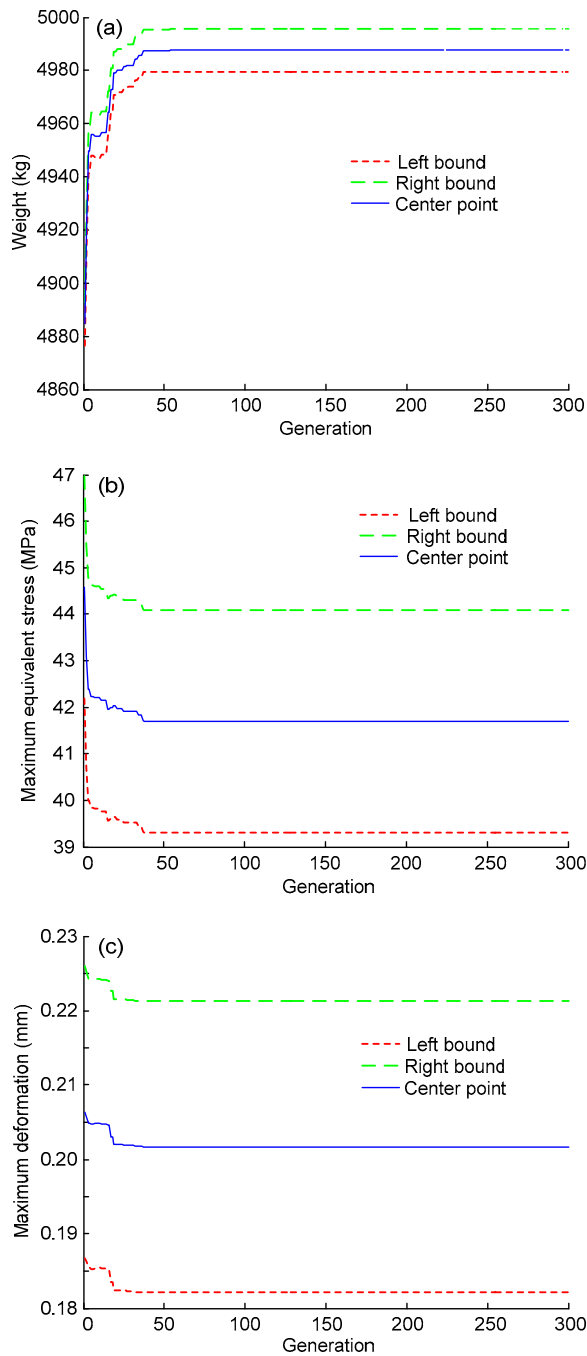 (a)
5000
4980
4960
4940
4920
4900
4880
4860
Weight (kg)
Left bound
Right bound
Center point
0 50 100 150 200 250 300
Generation
(b)
47
46
45
44
43
42
41
40
39
Maximum equivalent stress (MPa)
Left bound
Right bound
Center point
0 50 100 150 200 250 300
Generation
(c)
0.23
0.22
0.21
0.20
0.19
0.18
Maximum deformation (mm)
Left bound
Right bound
Center point
0 50 100 150 200 250 300
Generation